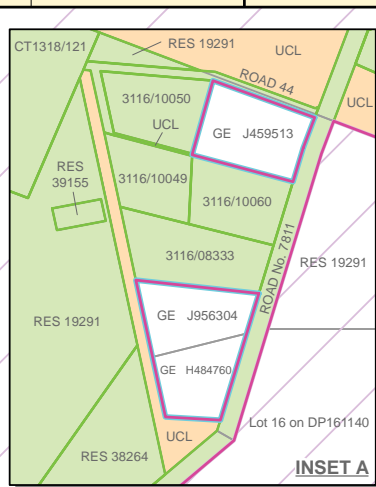 CT1318/121
RES 19291
UCL
ROAD 44
3116/10050
UCL
GE J459513
UCL
RES
39155
3116/10049
3116/10060
3116/08333
ROAD No. 7811
RES 19291
RES 19291
GE J956304
GE H484760
Lot 16 on DP161140
UCL
RES 38264
INSET A